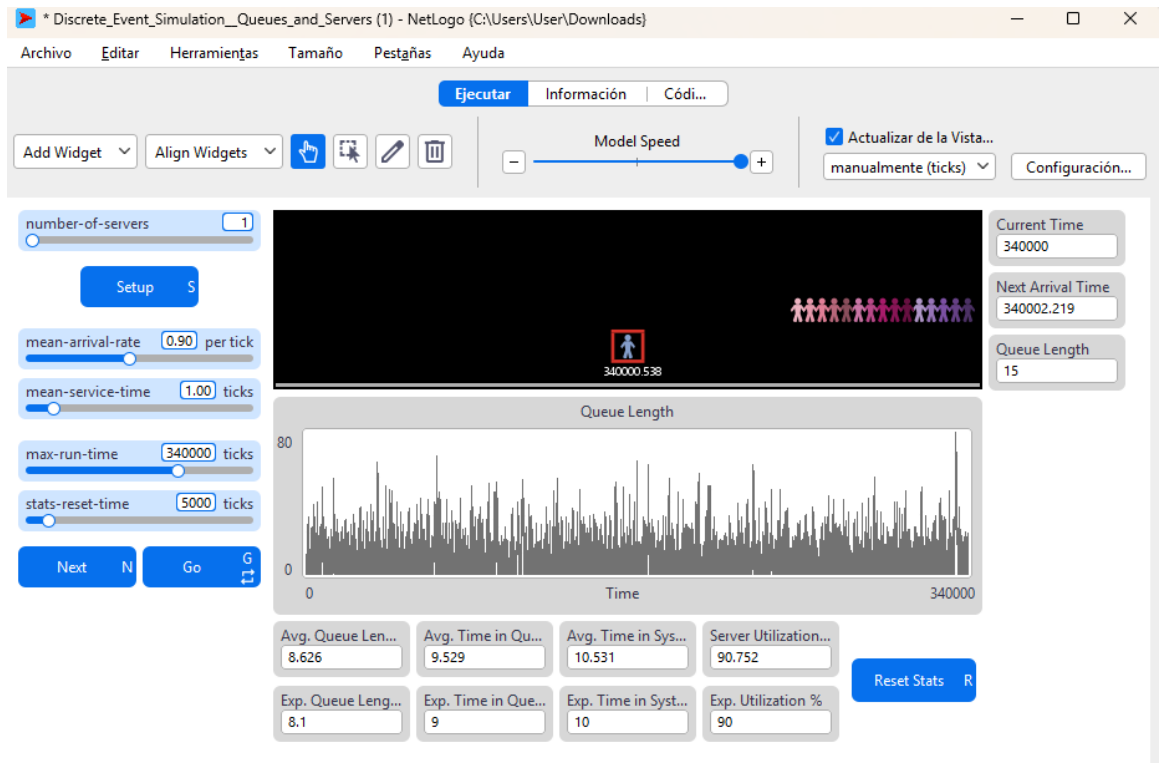 * Discrete_Event_Simulation__Queues_and_Servers (1) - NetLogo {C:\Users\User\Downloads}
Archivo Editar Herramientas Tamaño Pestañas Ayuda
Ejecutar Información Códi...
Add Widget Align Widgets
Model Speed
Actualizar de la Vista...
manualmente (ticks) Configuración...
number-of-servers 1
Setup S
mean-arrival-rate 0.90 per tick
mean-service-time 1.00 ticks
max-run-time 340000 ticks
stats-reset-time 5000 ticks
Next N Go G
340000.538
Current Time
340000
Next Arrival Time
340002.219
Queue Length
15
Queue Length
80
0
0 Time 340000
Avg. Queue Len... Avg. Time in Qu... Avg. Time in Sys... Server Utilization...
8.626 9.529 10.531 90.752
Exp. Queue Leng... Exp. Time in Que... Exp. Time in Syst... Exp. Utilization %
8.1 9 10 90
Reset Stats R